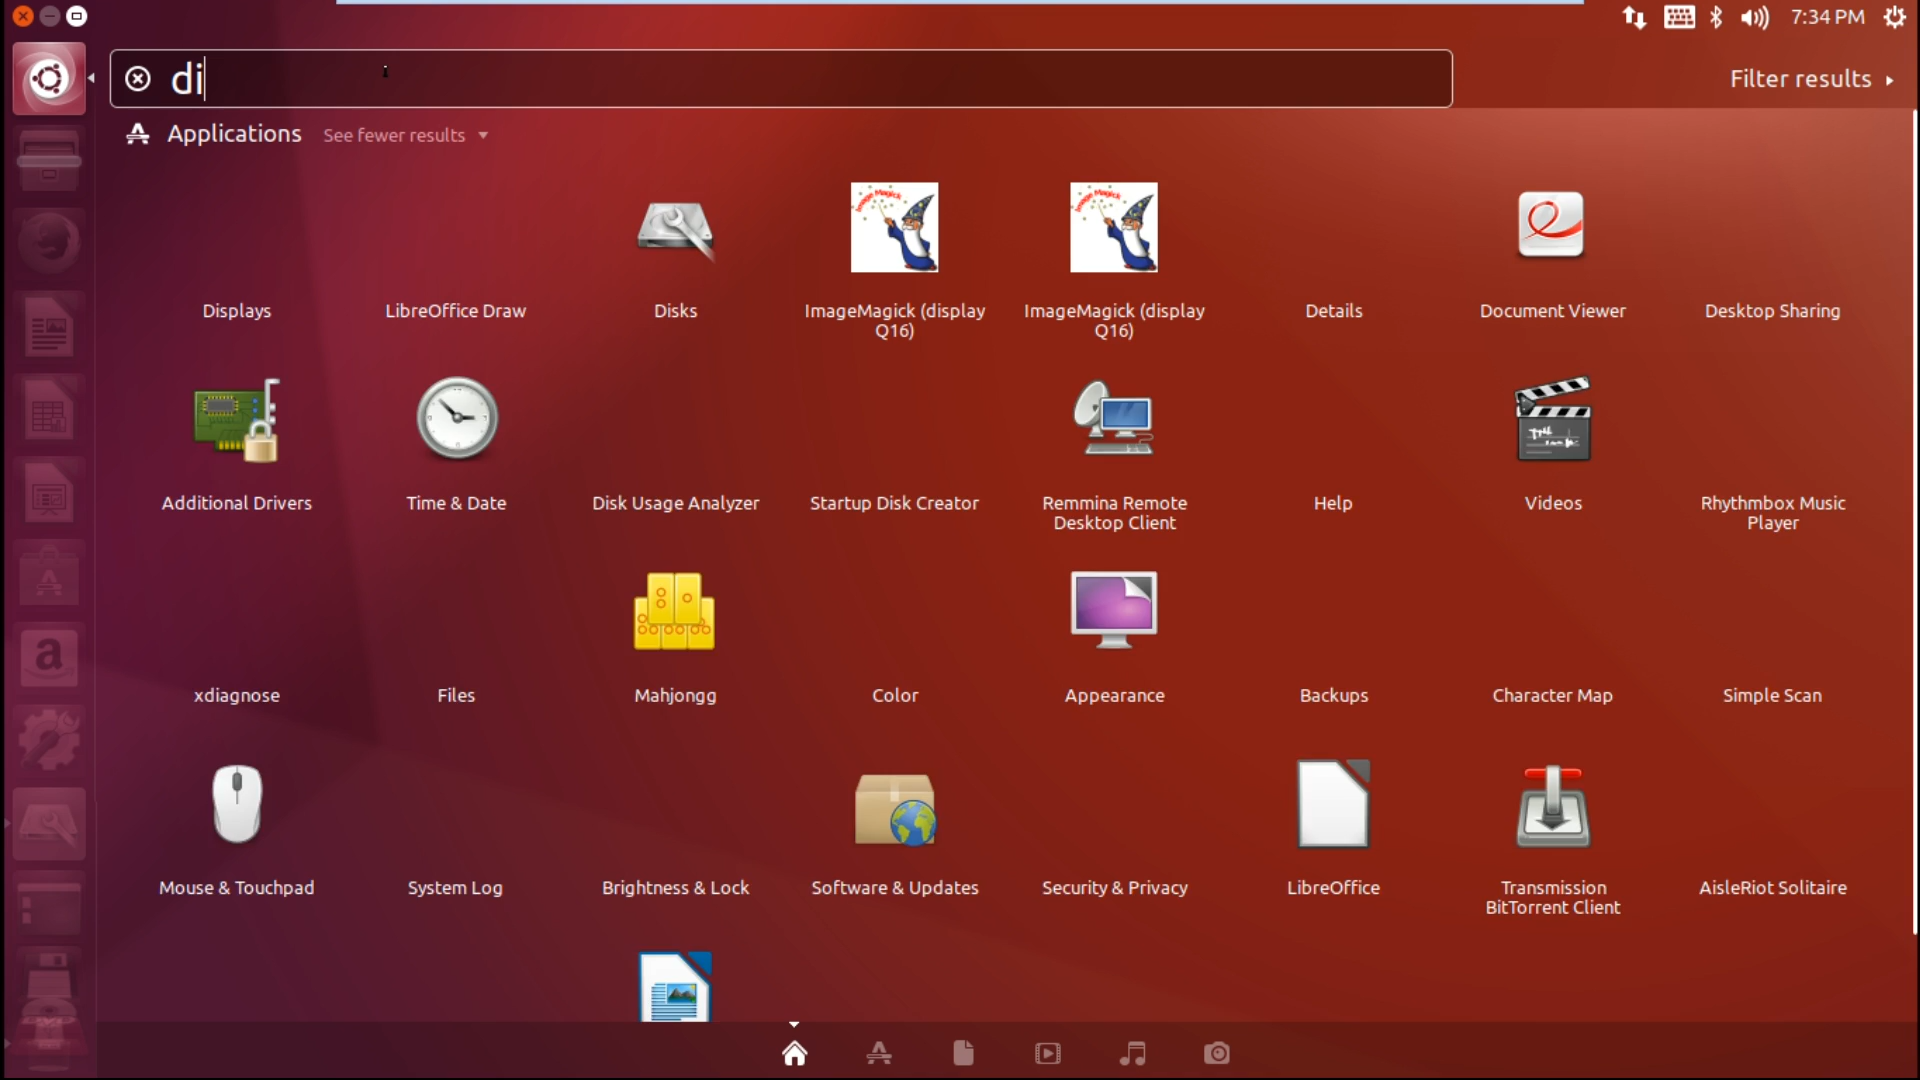 7:34 PM
di
Filter results
Applications See fewer results
Displays
LibreOffice Draw
Disks
ImageMagick (display
Q16)
ImageMagick (display
Q16)
Details
Document Viewer
Desktop Sharing
Additional Drivers
Time & Date
Disk Usage Analyzer
Startup Disk Creator
Remmina Remote
Desktop Client
Help
Videos
Rhythmbox Music
Player
xdiagnose
Files
Mahjongg
Color
Appearance
Backups
Character Map
Simple Scan
Mouse & Touchpad
System Log
Brightness & Lock
Software & Updates
Security & Privacy
LibreOffice
Transmission
BitTorrent Client
AisleRiot Solitaire